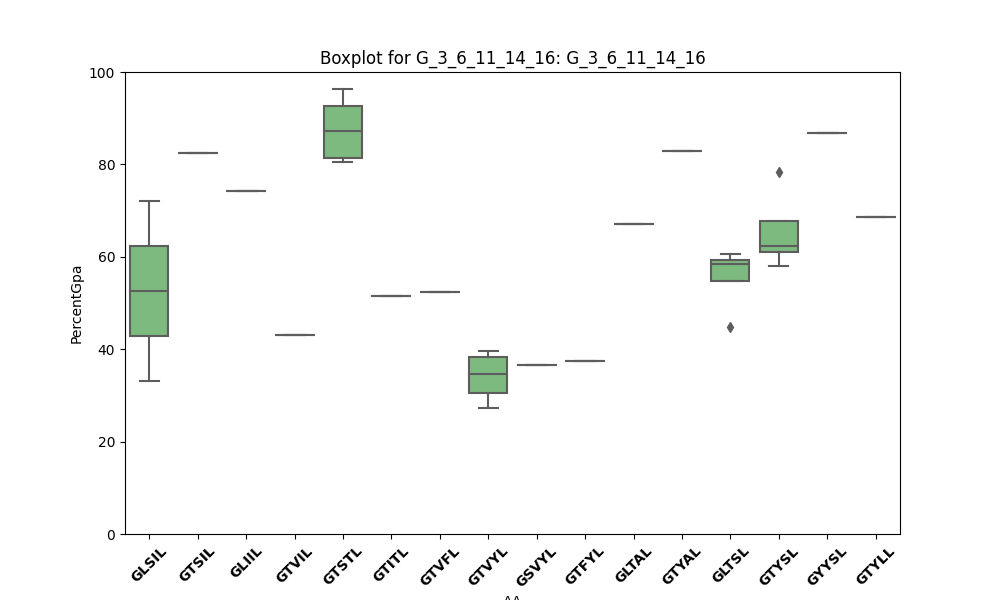 Boxplot for G_3_6_11_14_16: G_3_6_11_14_16
100
80
60
40
20
0
PercentGpa
GLSIL GTSIL GLIIL GTVIL GTSTL GTITL GTVFL GTVYL GSVYL GTFYL GLTAL GTYAL GLTSL GTYSL GYYSL GTYLL
AA